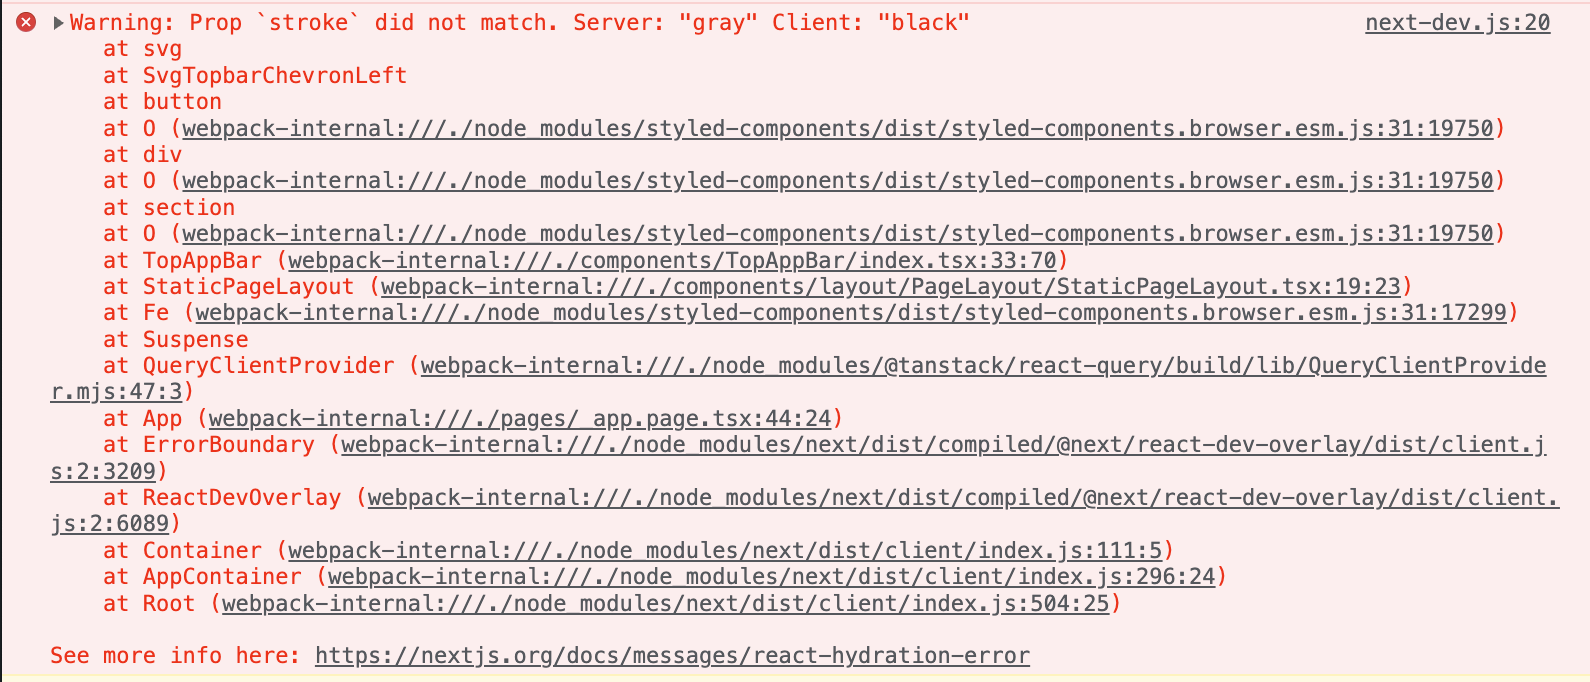 Warning: Prop `stroke` did not match. Server: "gray" Client: "black" next-dev.js:20
at svg
at SvgTopbarChevronLeft
at button
at O (webpack-internal:///./node_modules/styled-components/dist/styled-components.browser.esm.js:31:19750)
at div
at O (webpack-internal:///./node_modules/styled-components/dist/styled-components.browser.esm.js:31:19750)
at section
at O (webpack-internal:///./node_modules/styled-components/dist/styled-components.browser.esm.js:31:19750)
at TopAppBar (webpack-internal:///./components/TopAppBar/index.tsx:33:70)
at StaticPageLayout (webpack-internal:///./components/layout/PageLayout/StaticPageLayout.tsx:19:23)
at Fe (webpack-internal:///./node_modules/styled-components/dist/styled-components.browser.esm.js:31:17299)
at Suspense
at QueryClientProvider (webpack-internal:///./node_modules/@tanstack/react-query/build/lib/QueryClientProvide
r.mjs:47:3)
at App (webpack-internal:///./pages/_app.page.tsx:44:24)
at ErrorBoundary (webpack-internal:///./node_modules/next/dist/compiled/@next/react-dev-overlay/dist/client.j
s:2:3209)
at ReactDevOverlay (webpack-internal:///./node_modules/next/dist/compiled/@next/react-dev-overlay/dist/client.
js:2:6089)
at Container (webpack-internal:///./node_modules/next/dist/client/index.js:111:5)
at AppContainer (webpack-internal:///./node_modules/next/dist/client/index.js:296:24)
at Root (webpack-internal:///./node_modules/next/dist/client/index.js:504:25)
See more info here: https://nextjs.org/docs/messages/react-hydration-error